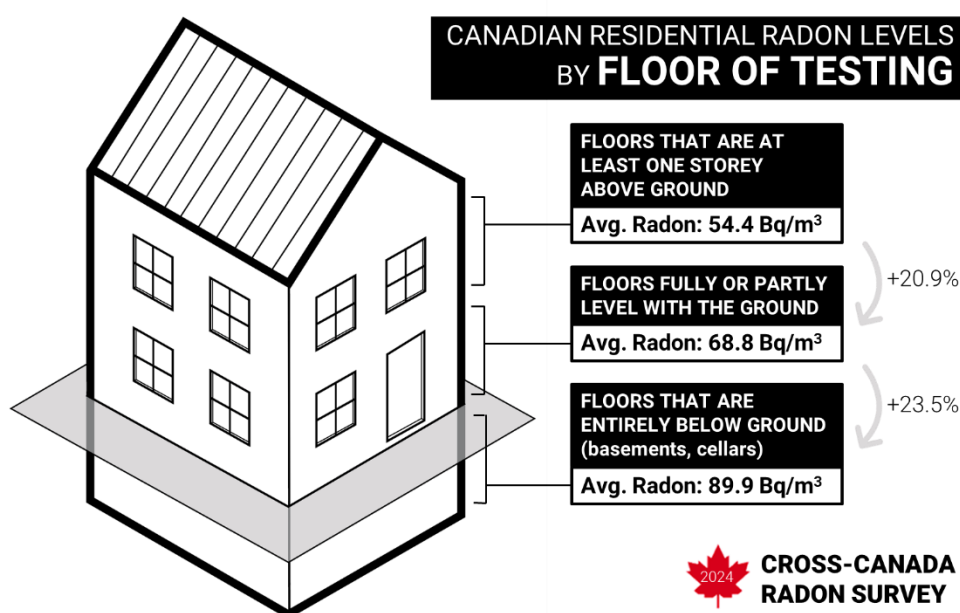 CANADIAN RESIDENTIAL RADON LEVELS
BY FLOOR OF TESTING
FLOORS THAT ARE AT
LEAST ONE STOREY
ABOVE GROUND
Avg. Radon: 54.4 Bq/m³
+20.9%
FLOORS FULLY OR PARTLY
LEVEL WITH THE GROUND
Avg. Radon: 68.8 Bq/m³
+23.5%
FLOORS THAT ARE
ENTIRELY BELOW GROUND
(basements, cellars)
Avg. Radon: 89.9 Bq/m³
2024
CROSS-CANADA
RADON SURVEY